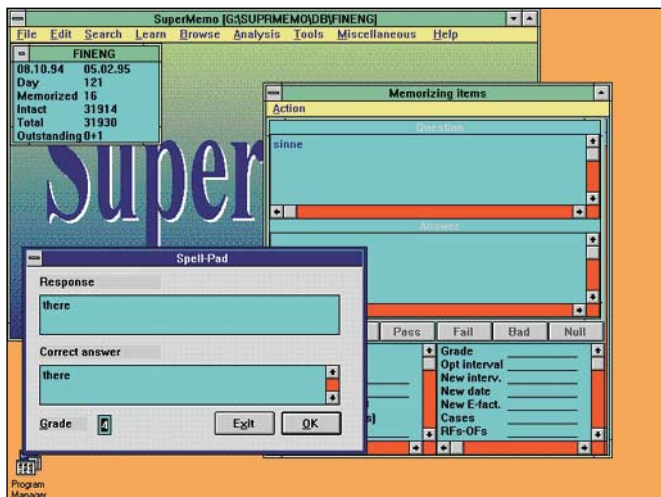 SuperMemo [G:\SUPRMEMO\DB\FINENG]
File Edit Search Learn Browse Analysis Tools Miscellaneous Help
FINENG
08.10.94 05.02.95
Day 121
Memorized 16
Intact 31914
Total 31930
Outstanding 0+1
Super
Memorizing items
Action
Question
sinne
Answer
Pass Fail Bad Null
Grade
Opt interval
New interv.
New date
New E-fact.
Cases
RFs-OFs
s]
Spell-Pad
Response
there
Correct answer
there
Grade 4 Exit OK
Program
Manager